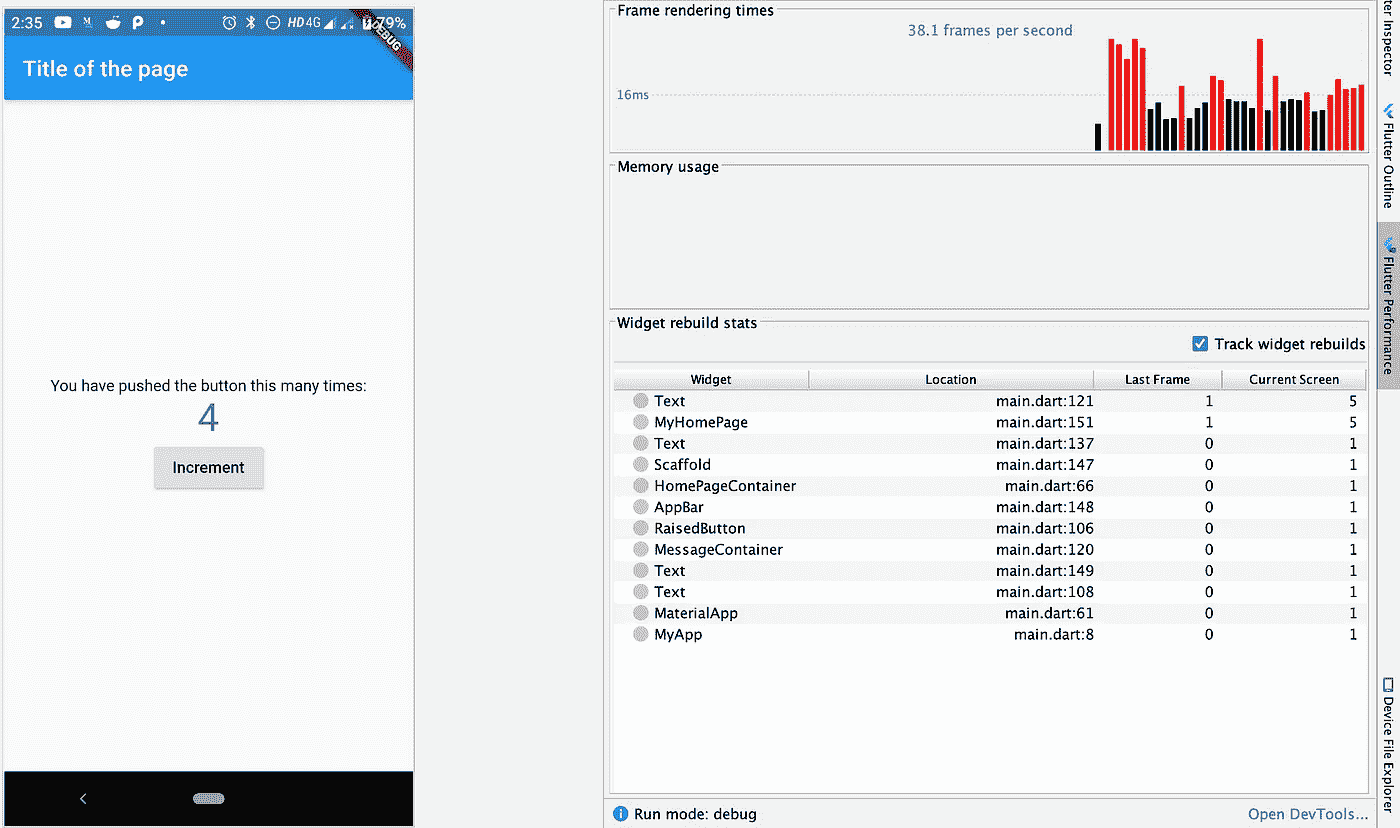 2:35 HD4G 79%
DEBUG
Title of the page
You have pushed the button this many times:
4
Increment
Frame rendering times
38.1 frames per second
16ms
Memory usage
Widget rebuild stats
Track widget rebuilds
Widget Location Last Frame Current Screen
Text main.dart:121 1 5
MyHomePage main.dart:151 1 5
Text main.dart:137 0 1
Scaffold main.dart:147 0 1
HomePageContainer main.dart:66 0 1
AppBar main.dart:148 0 1
RaisedButton main.dart:106 0 1
MessageContainer main.dart:120 0 1
Text main.dart:149 0 1
Text main.dart:108 0 1
MaterialApp main.dart:61 0 1
MyApp main.dart:8 0 1
Run mode: debug
Open DevTools...
Inspector
Flutter Outline
Flutter Performance
Device File Explorer